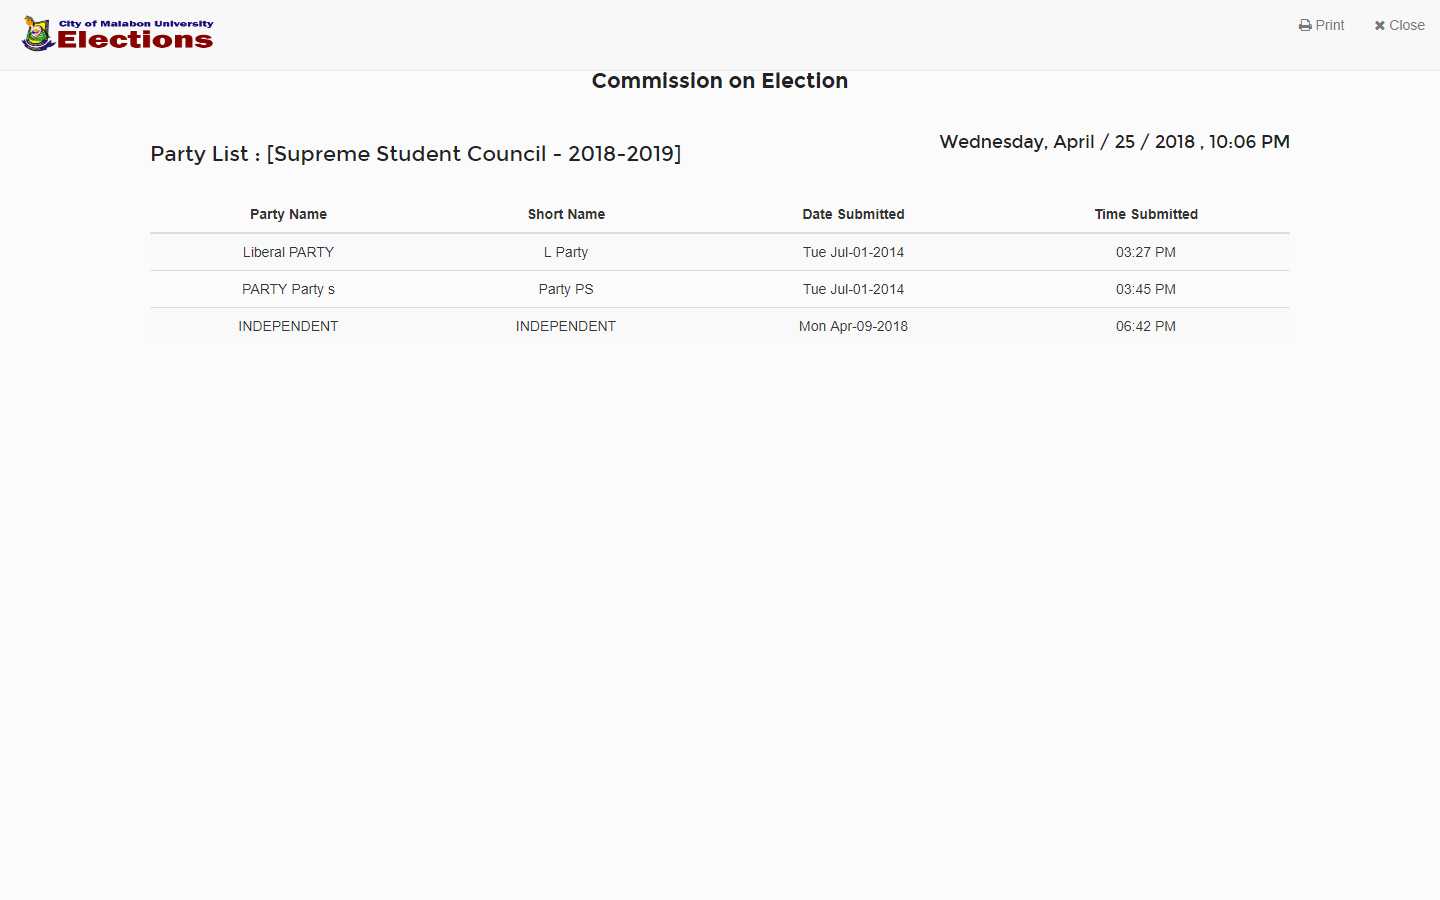 City of Malabon University
Elections
Print
Close
Commission on Election
Party List : [Supreme Student Council - 2018-2019]
Wednesday, April / 25 / 2018 , 10:06 PM
Party Name Short Name Date Submitted Time Submitted
Liberal PARTY L Party Tue Jul-01-2014 03:27 PM
PARTY Party s Party PS Tue Jul-01-2014 03:45 PM
INDEPENDENT INDEPENDENT Mon Apr-09-2018 06:42 PM